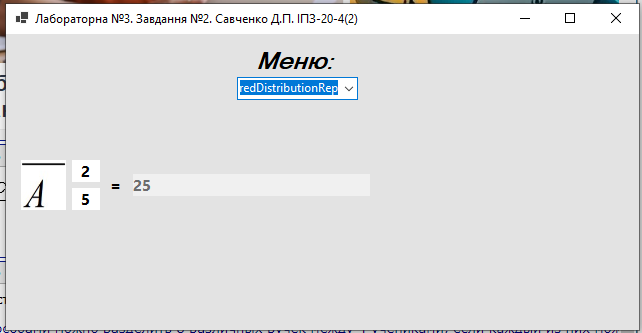 Лабораторна №3. Завдання №2. Савченко Д.П. ІПЗ-20-4(2)
Меню:
redDistributionRep
A
2
5
=
25